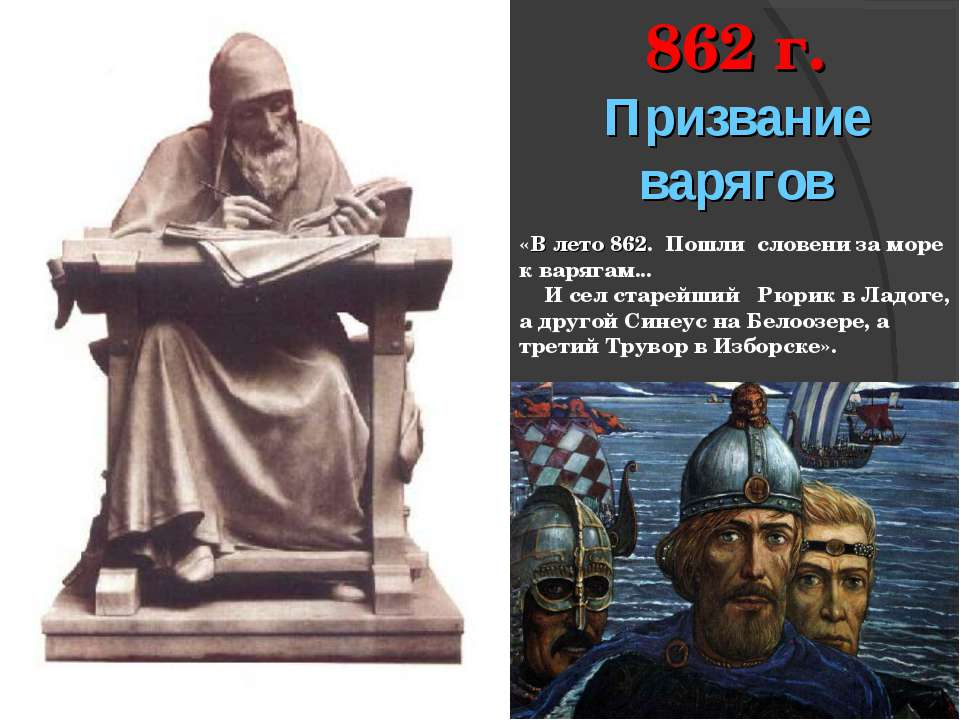 862 г.
Призвание
варягов
«В лето 862. Пошли словени за море
к варягам...
И сел старейший Рюрик в Ладоге,
а другой Синеус на Белоозере, а
третий Трувор в Изборске».